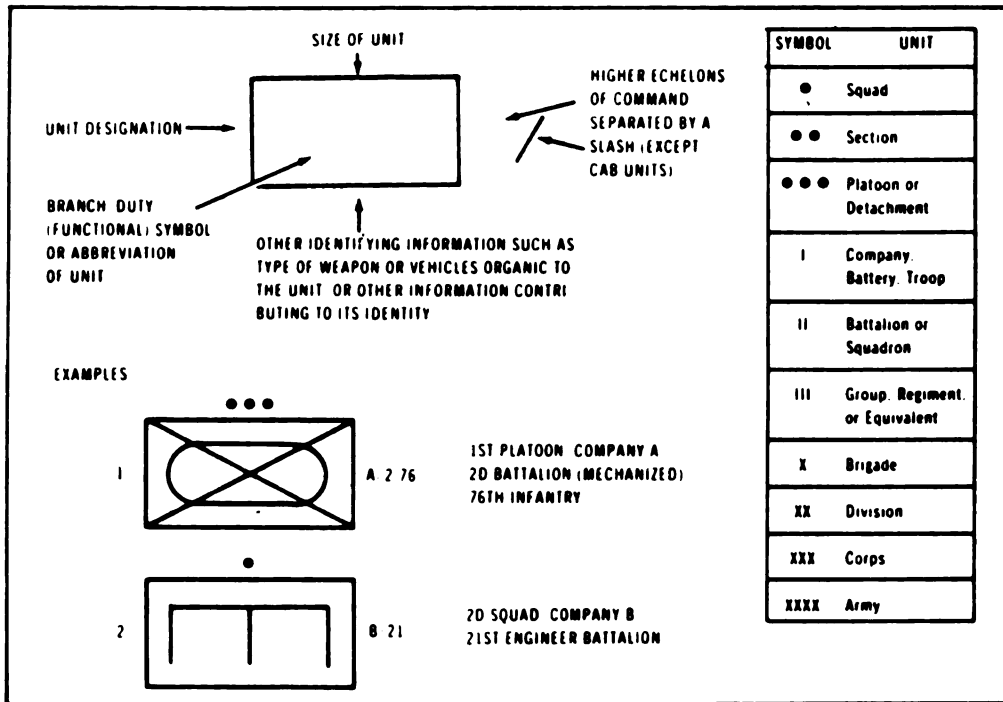 SIZE OF UNIT
UNIT DESIGNATION
HIGHER ECHELONS
OF COMMAND
SEPARATED BY A
SLASH (EXCEPT
CAB UNITS)
BRANCH DUTY
(FUNCTIONAL) SYMBOL
OR ABBREVIATION
OF UNIT
OTHER IDENTIFYING INFORMATION SUCH AS
TYPE OF WEAPON OR VEHICLES ORGANIC TO
THE UNIT OR OTHER INFORMATION CONTRI
BUTING TO ITS IDENTITY
EXAMPLES
1
A 2 76
1ST PLATOON COMPANY A
2D BATTALION (MECHANIZED)
76TH INFANTRY
2
B 21
2D SQUAD COMPANY B
21ST ENGINEER BATTALION
SYMBOL UNIT
● Squad
●● Section
●●● Platoon or
Detachment
I Company.
Battery. Troop
II Battalion or
Squadron
III Group. Regiment.
or Equivalent
X Brigade
XX Division
XXX Corps
XXXX Army